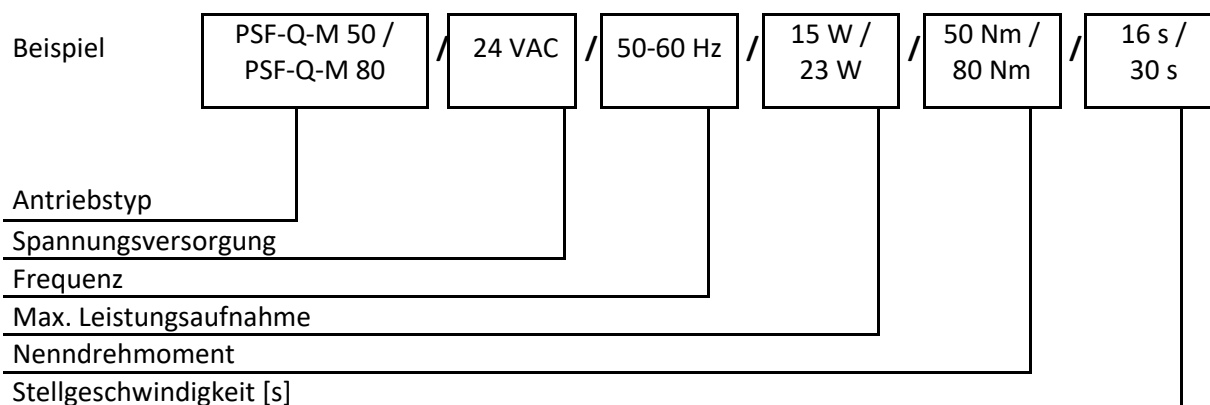 Beispiel
PSF-Q-M 50 /
PSF-Q-M 80
/
24 VAC
/
50-60 Hz
/
15 W /
23 W
/
50 Nm /
80 Nm
/
16 s /
30 s
Antriebstyp
Spannungsversorgung
Frequenz
Max. Leistungsaufnahme
Nenndrehmoment
Stellgeschwindigkeit [s]